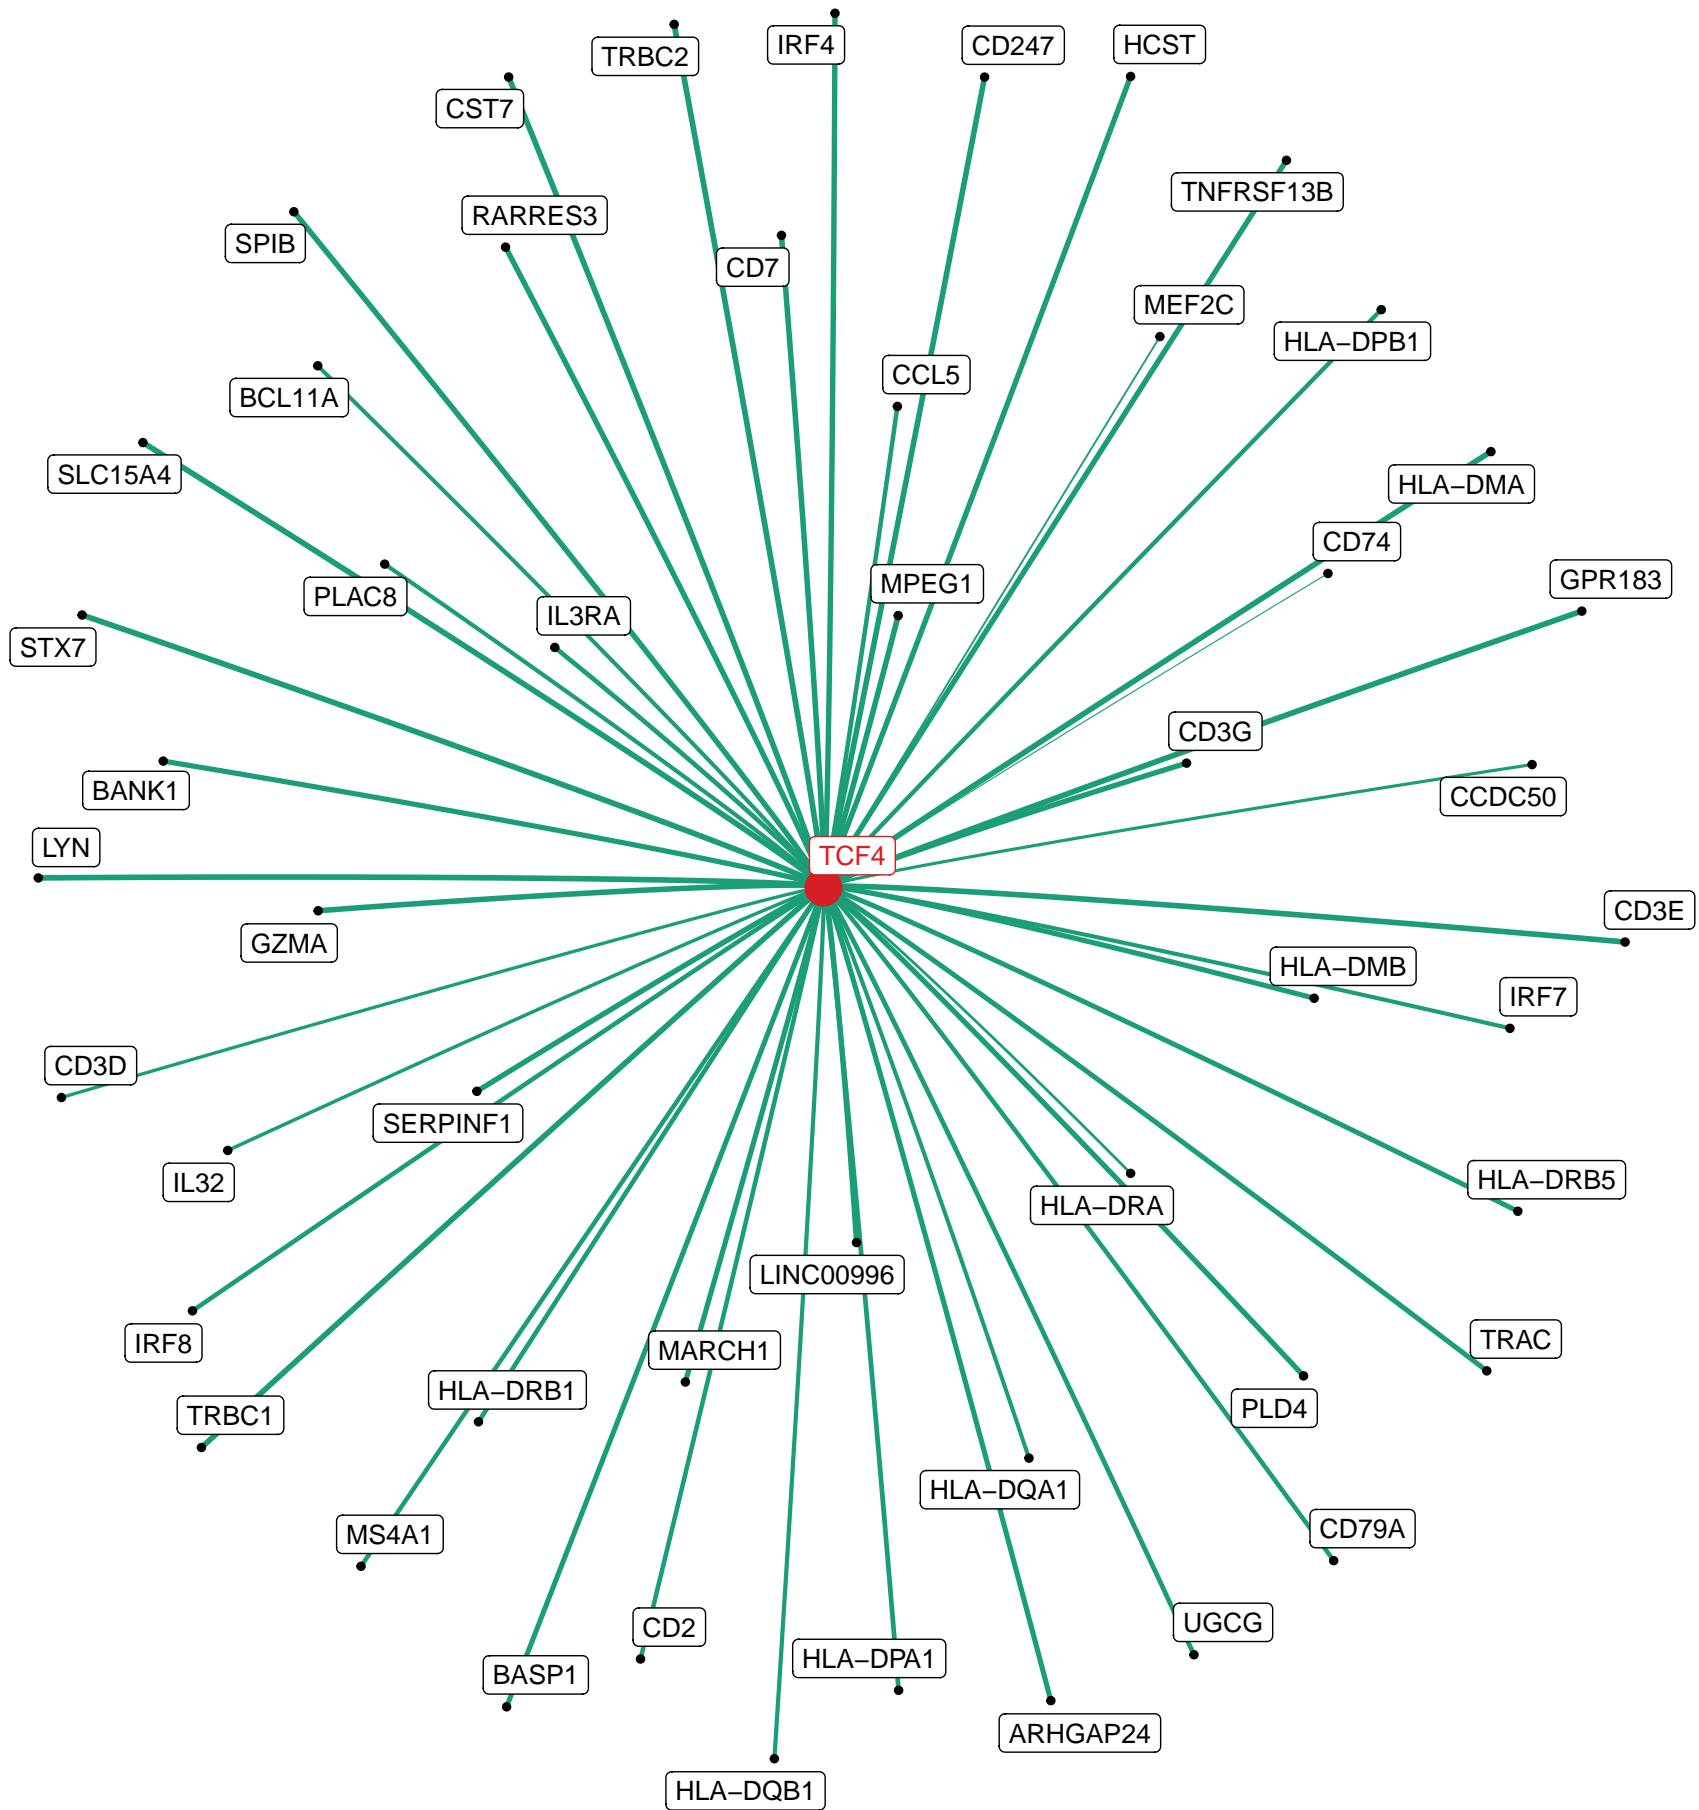 IRF4
CD247
HCST
TRBC2
CST7
TNFRSF13B
RARRES3
SPIB
CD7
MEF2C
HLA−DPB1
CCL5
BCL11A
SLC15A4
HLA−DMA
CD74
GPR183
MPEG1
PLAC8
IL3RA
STX7
CD3G
BANK1
CCDC50
LYN
TCF4
CD3E
GZMA
HLA−DMB
IRF7
CD3D
SERPINF1
IL32
HLA−DRB5
HLA−DRA
LINC00996
IRF8
TRAC
MARCH1
HLA−DRB1
PLD4
TRBC1
HLA−DQA1
CD79A
MS4A1
UGCG
CD2
HLA−DPA1
BASP1
ARHGAP24
HLA−DQB1